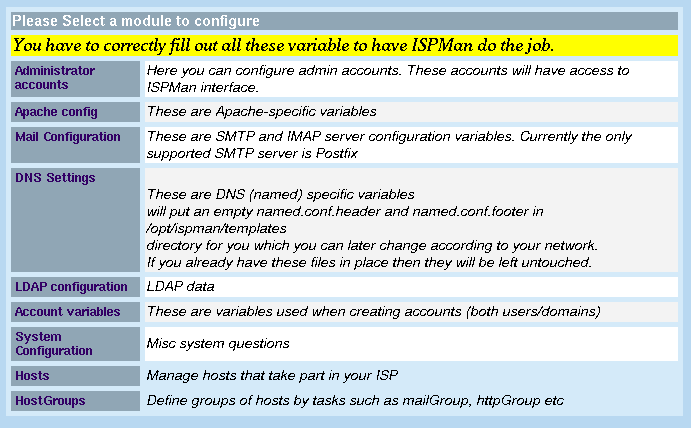 Please Select a module to configure
You have to correctly fill out all these variable to have ISPMan do the job.
Administrator accounts
Here you can configure admin accounts. These accounts will have access to
ISPMan interface.
Apache config
These are Apache-specific variables
Mail Configuration
These are SMTP and IMAP server configuration variables. Currently the only
supported SMTP server is Postfix
DNS Settings
These are DNS (named) specific variables
will put an empty named.conf.header and named.conf.footer in
/opt/ispman/templates
directory for you which you can later change according to your network.
If you already have these files in place then they will be left untouched.
LDAP configuration
LDAP data
Account variables
These are variables used when creating accounts (both users/domains)
System
Configuration
Misc system questions
Hosts
Manage hosts that take part in your ISP
HostGroups
Define groups of hosts by tasks such as mailGroup, httpGroup etc